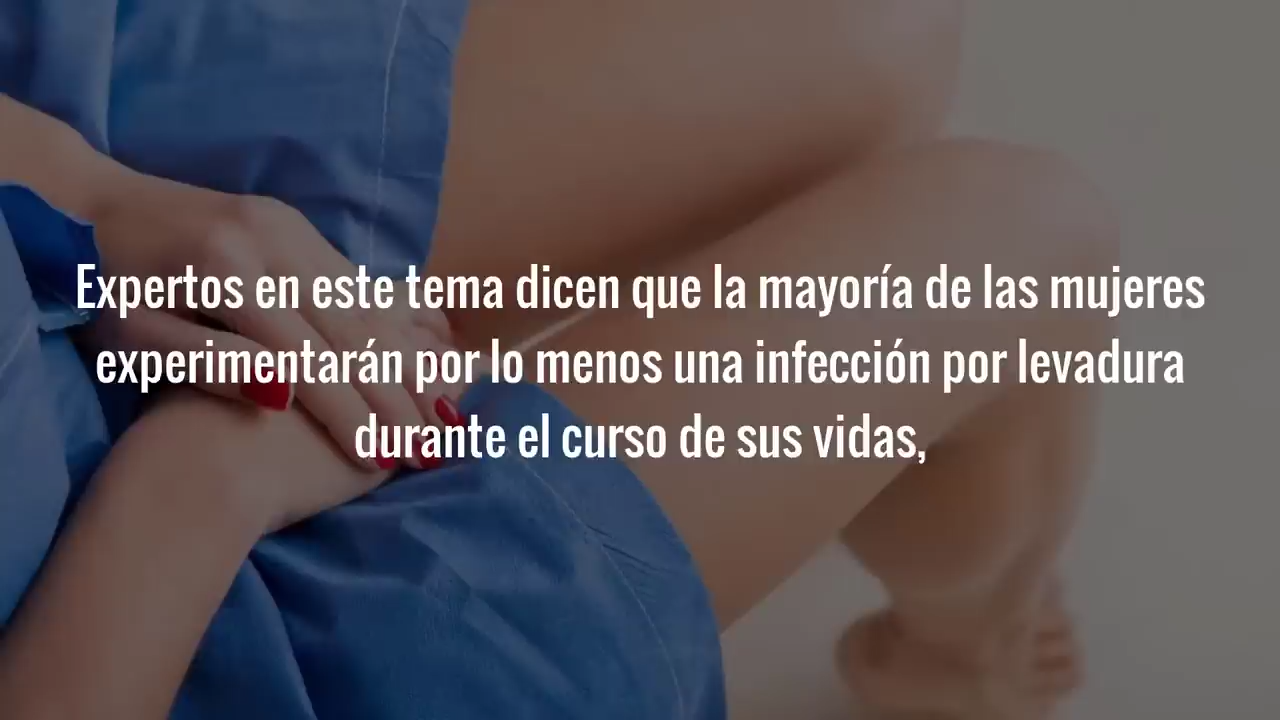 Expertos en este tema dicen que la mayoría de las mujeres
experimentarán por lo menos una infección por levadura
durante el curso de sus vidas,